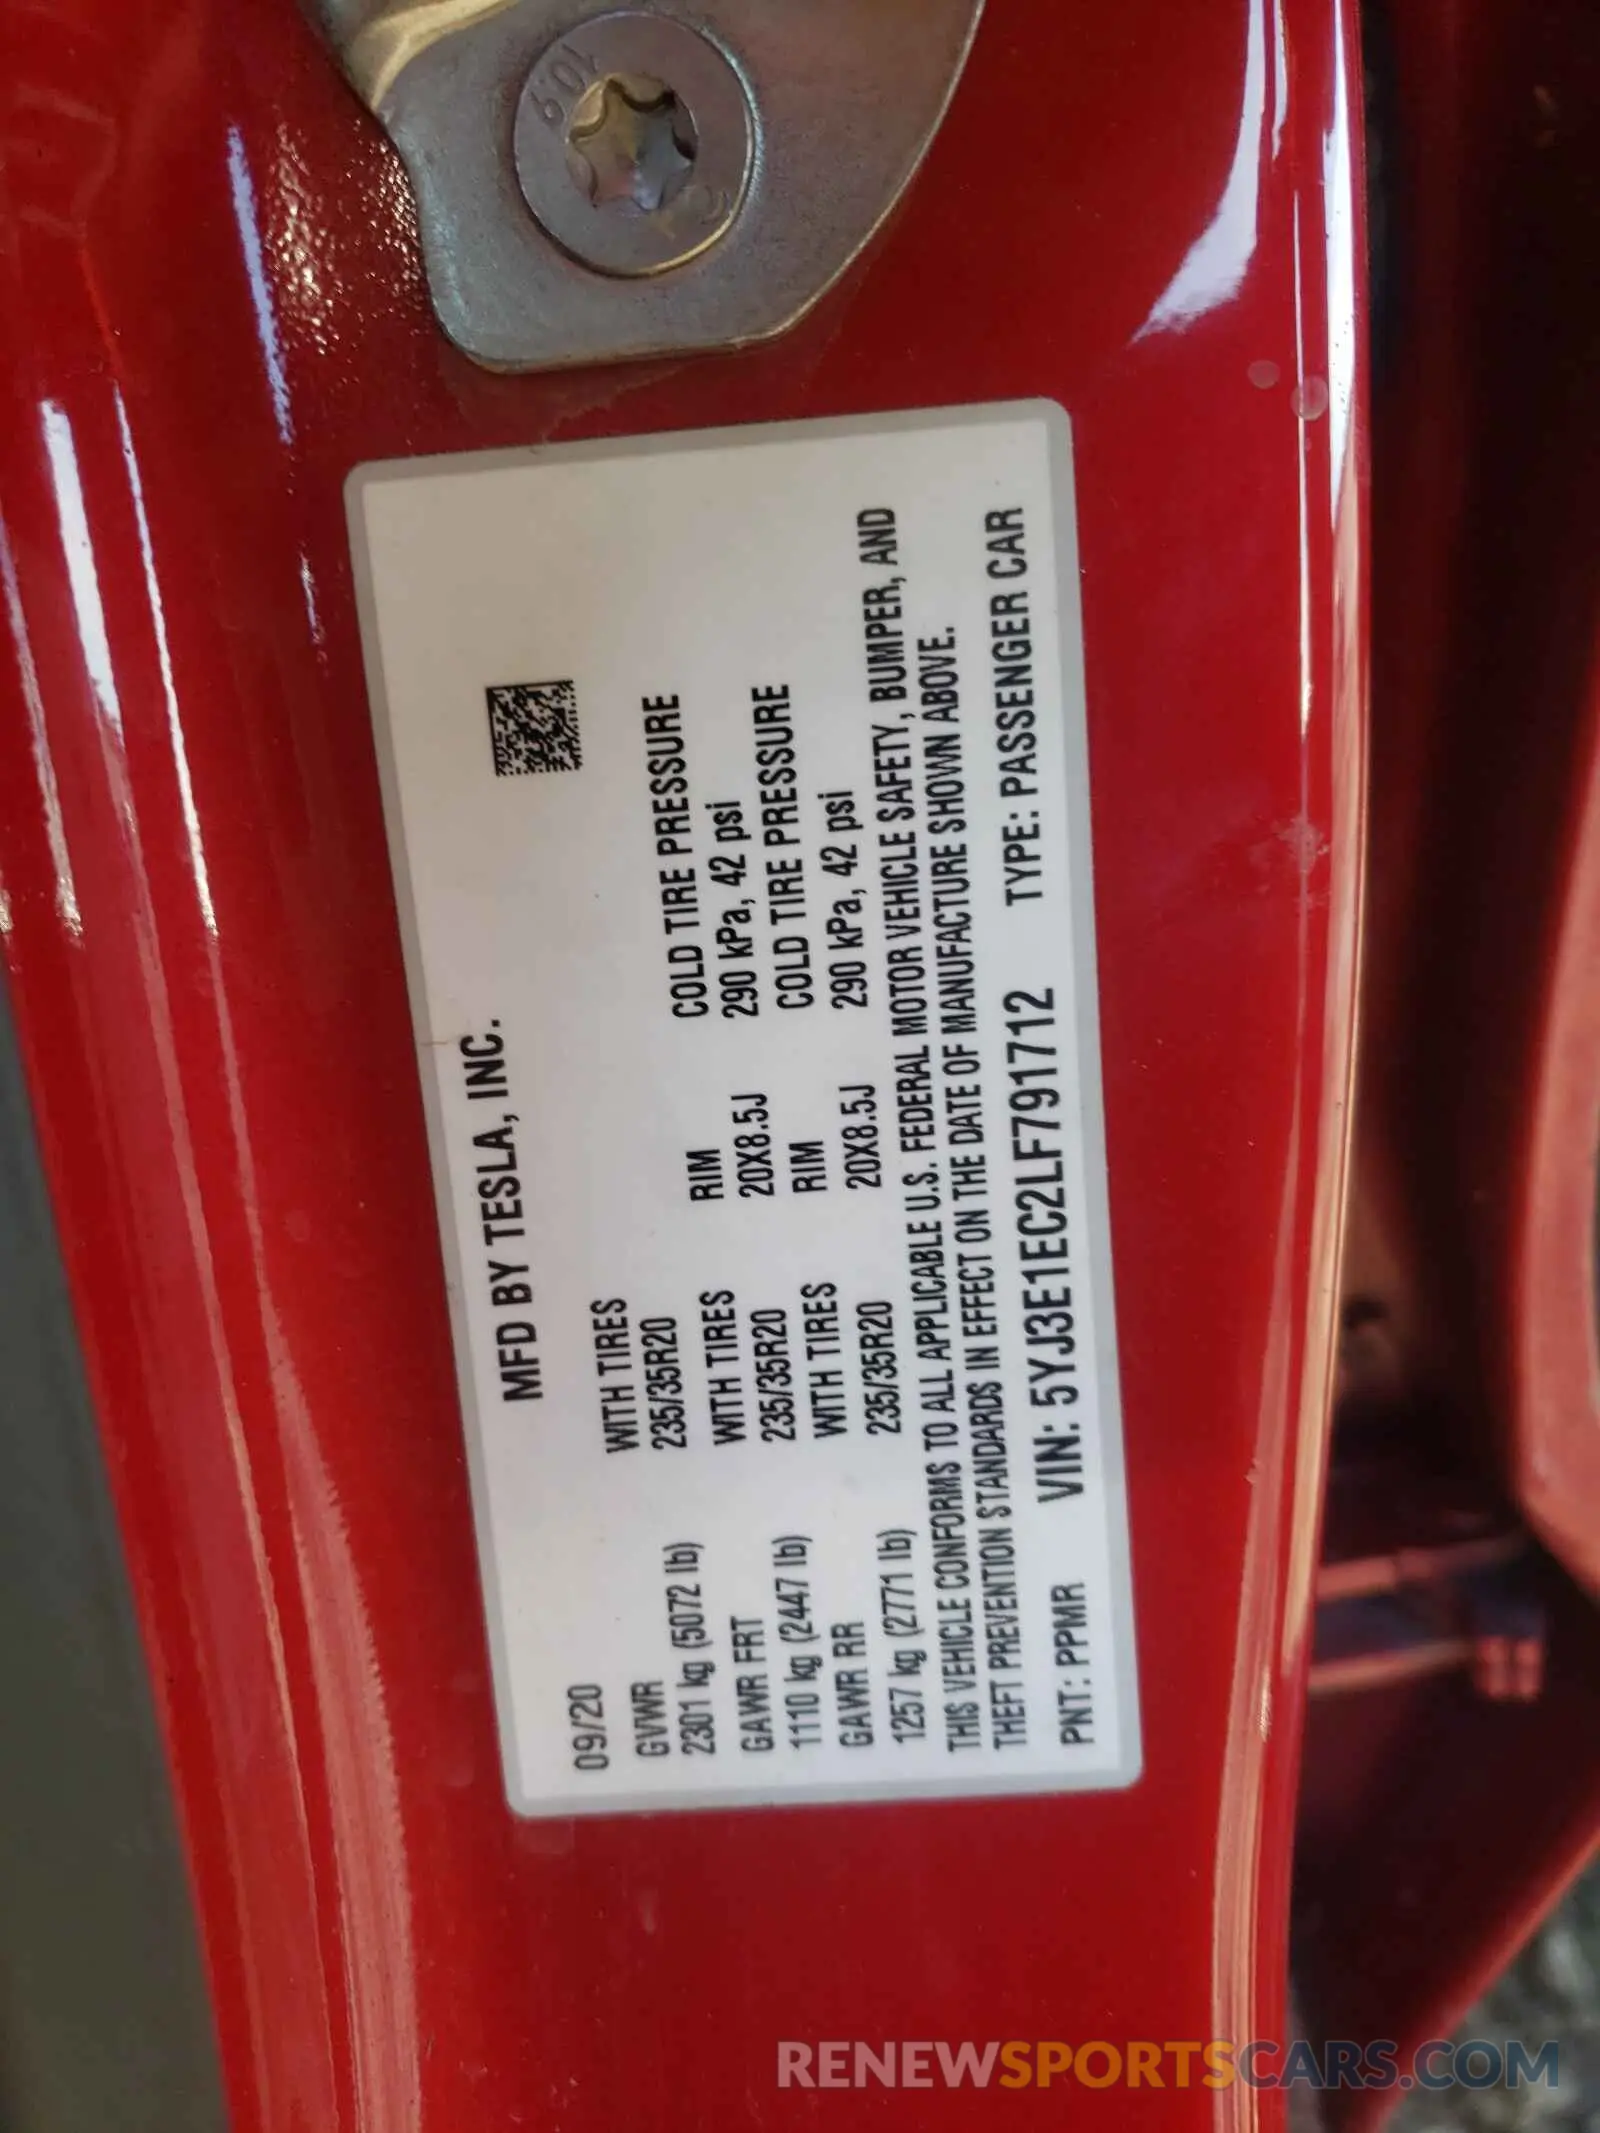 10.9
MFD BY TESLA, INC.
09/20
GVWR WITH TIRES RIM COLD TIRE PRESSURE
2301 kg (5072 lb) 235/35R20 290 kPa, 42 psi
GAWR FRT WITH TIRES RIM COLD TIRE PRESSURE
1110 kg (2447 lb) 235/35R20 20X8.5J 290 kPa, 42 psi
GAWR RR WITH TIRES
1257 kg (2771 lb) 235/35R20 20X8.5J
THIS VEHICLE CONFORMS TO ALL APPLICABLE U.S. FEDERAL MOTOR VEHICLE SAFETY, BUMPER, AND
THEFT PREVENTION STANDARDS IN EFFECT ON THE DATE OF MANUFACTURE SHOWN ABOVE.
PNT: PPMR VIN: 5YJ3E1EC2LF791712 TYPE: PASSENGER CAR
RENEWSPORTSCARS.COM